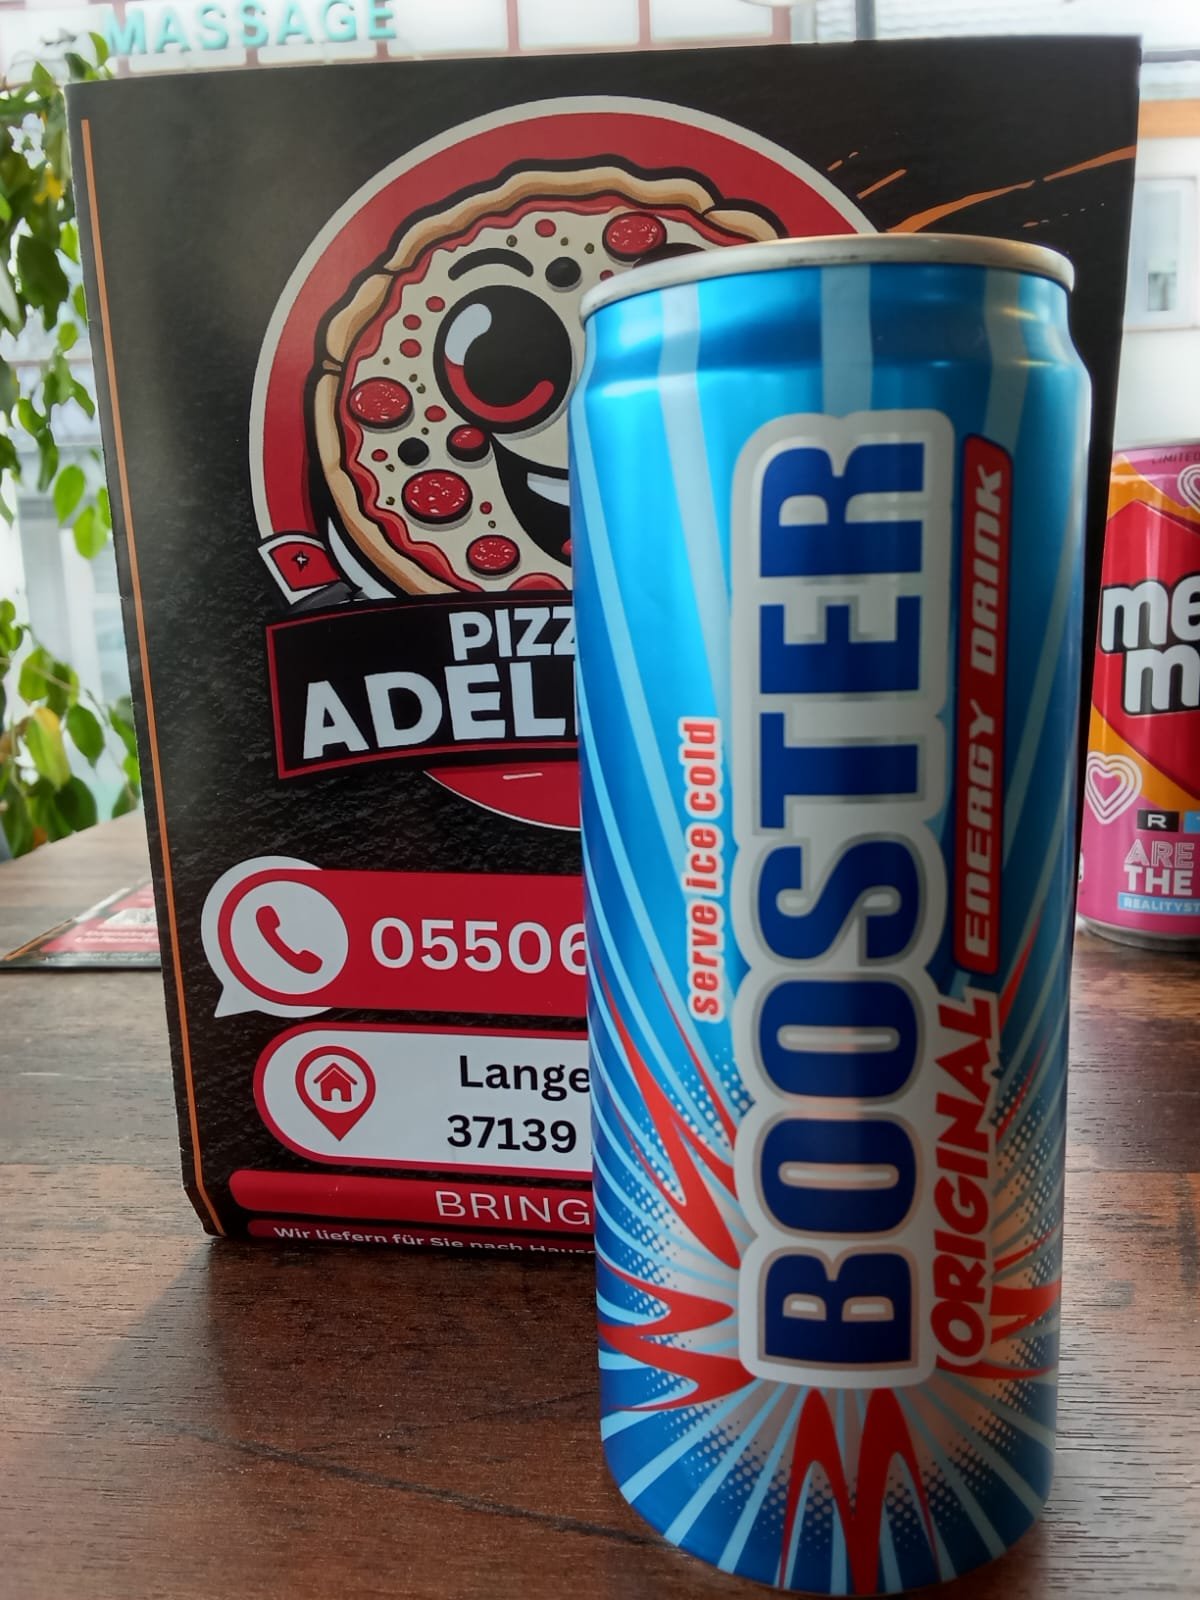 MASSAGE
PIZZ
ADEL
05506
Lange
37139
BRING
Wir liefern für Sie nach Hause
serve ice cold
BOOSTER
ENERGY DRINK
ORIGINAL
LIMITED
me
m
R
ARE
THE
REALITYST